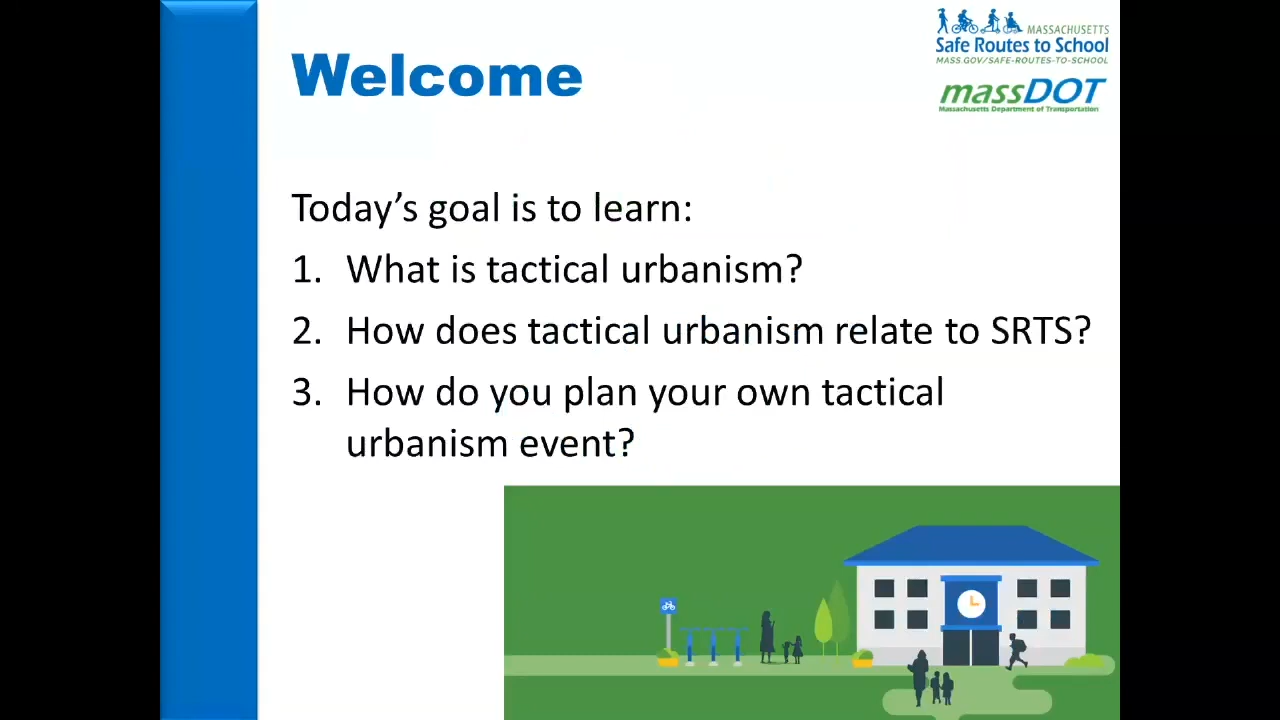 Welcome
MASSACHUSETTS
Safe Routes to School
MASS.GOV/SAFE-ROUTES-TO-SCHOOL
massDOT
Massachusetts Department of Transportation
Today’s goal is to learn:
1. What is tactical urbanism?
2. How does tactical urbanism relate to SRTS?
3. How do you plan your own tactical
urbanism event?